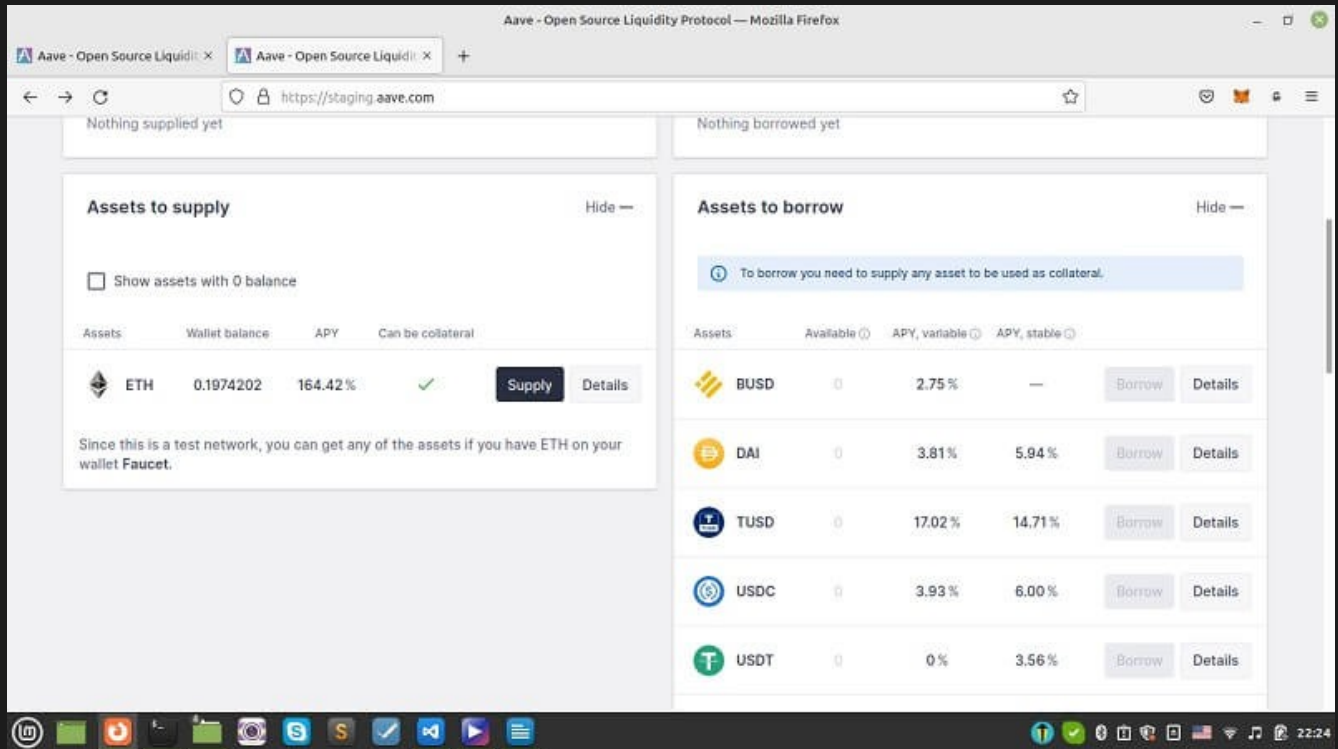 Aave - Open Source Liquidity Protocol — Mozilla Firefox
Aave - Open Source Liquidit
Aave - Open Source Liquidit
https://staging.aave.com
Nothing supplied yet
Nothing borrowed yet
Assets to supply
Hide —
Show assets with 0 balance
Assets Wallet balance APY Can be collateral
ETH 0.1974202 164.42 % Supply Details
Since this is a test network, you can get any of the assets if you have ETH on your
wallet Faucet.
Assets to borrow
Hide —
To borrow you need to supply any asset to be used as collateral.
Assets Available APY, variable APY, stable
BUSD 0 2.75 % — Borrow Details
DAI 0 3.81 % 5.94 % Borrow Details
TUSD 0 17.02 % 14.71 % Borrow Details
USDC 0 3.93 % 6.00 % Borrow Details
USDT 0 0 % 3.56 % Borrow Details
22:24